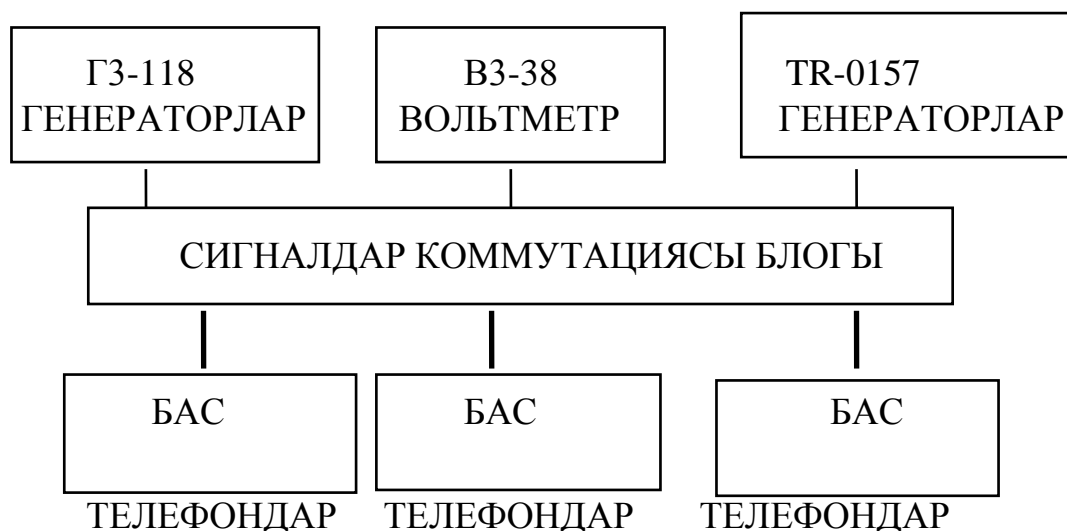 Г3-118
ГЕНЕРАТОРЛАР
В3-38
ВОЛЬТМЕТР
TR-0157
ГЕНЕРАТОРЛАР
СИГНАЛДАР КОММУТАЦИЯСЫ БЛОГЫ
БАС
ТЕЛЕФОНДАР
БАС
ТЕЛЕФОНДАР
БАС
ТЕЛЕФОНДАР